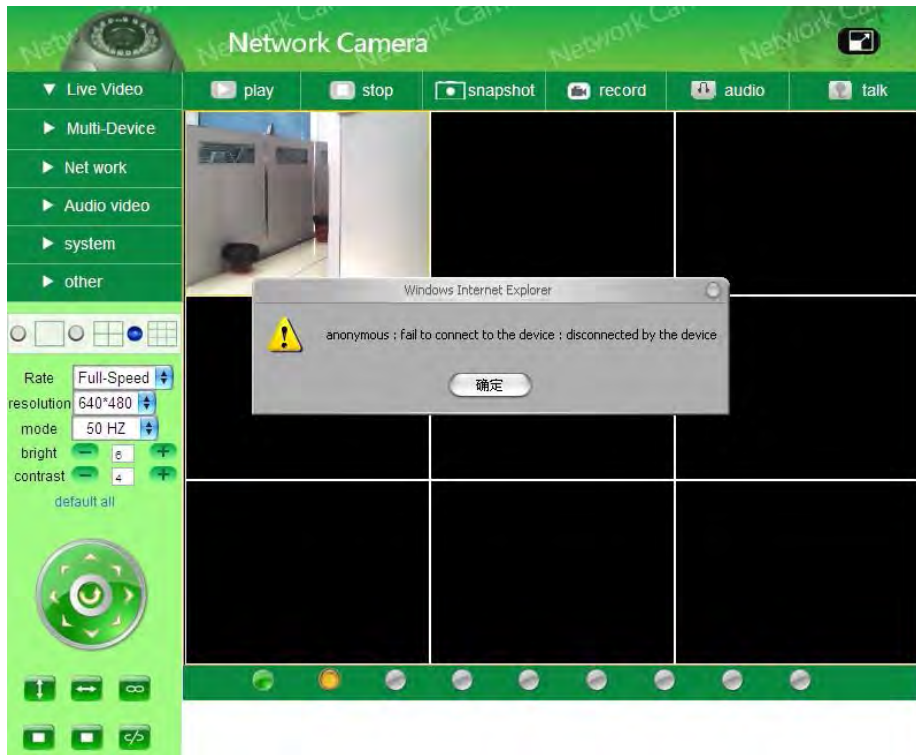 Network Camera
Network Camera
Network Camera
Network Camera
Network Camera
Live Video
play
stop
snapshot
record
audio
talk
Multi-Device
Net work
Audio video
system
other
Windows Internet Explorer
anonymous : fail to connect to the device : disconnected by the device
确定
Rate Full-Speed
resolution 640*480
mode 50 HZ
bright 6
contrast 4
default all